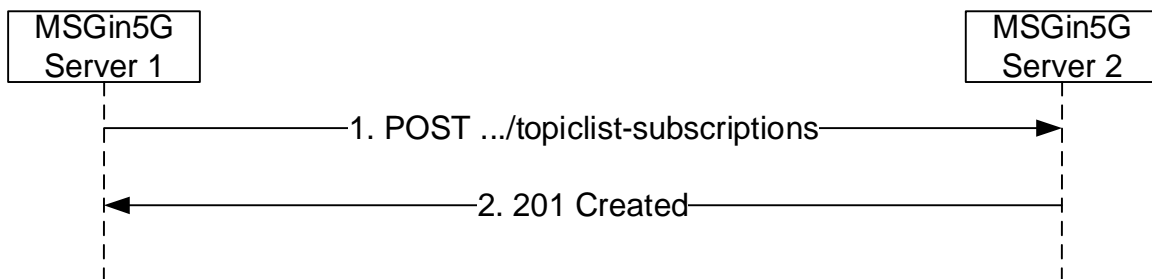 MSGin5G
Server 1
MSGin5G
Server 2
1. POST .../topiclist-subscriptions
2. 201 Created